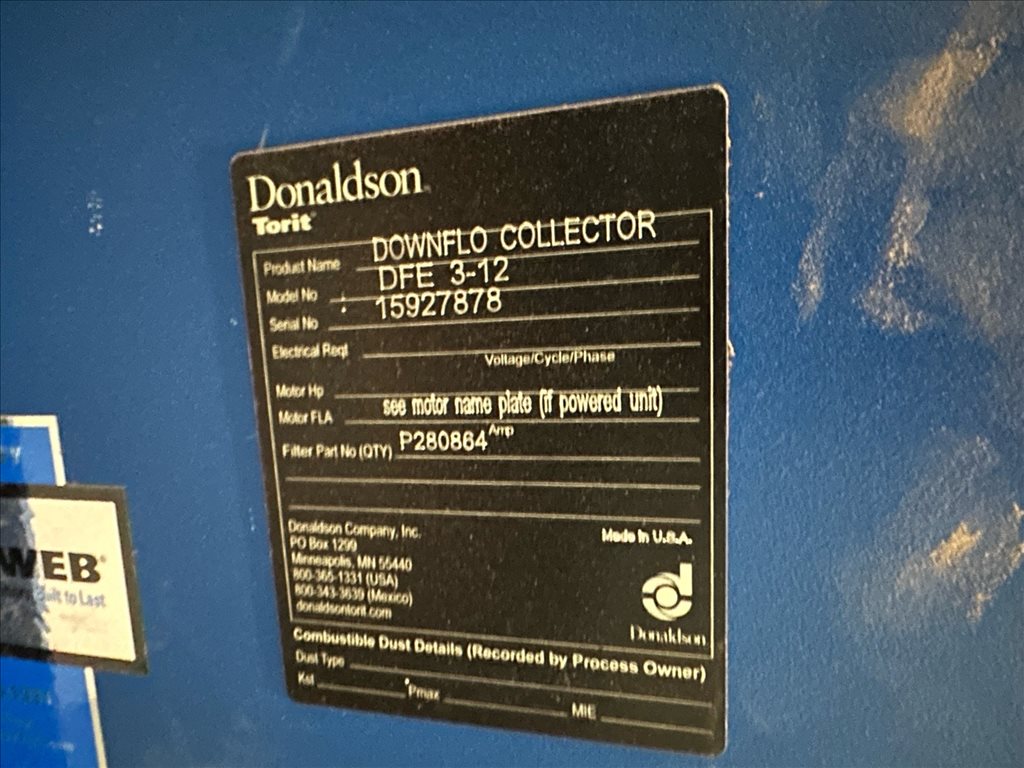 Donaldson.
Torit
Product Name DOWNFLO COLLECTOR
Model No DFE 3-12
Serial No : 15927878
Electrical Reqt
Voltage/Cycle/Phase
Motor Hp
Motor FLA see motor name plate (if powered unit)
Amp
Filter Part No (QTY) P280864
Donaldson Company, Inc.
PO Box 1299
Minneapolis, MN 55440
800-365-1331 (USA)
800-343-3639 (Mexico)
donaldsontorit.com
Made in U.S.A.
Donaldson
Combustible Dust Details (Recorded by Process Owner)
Dust Type
Kst
Pmax
MIE
WEB
Built to Last